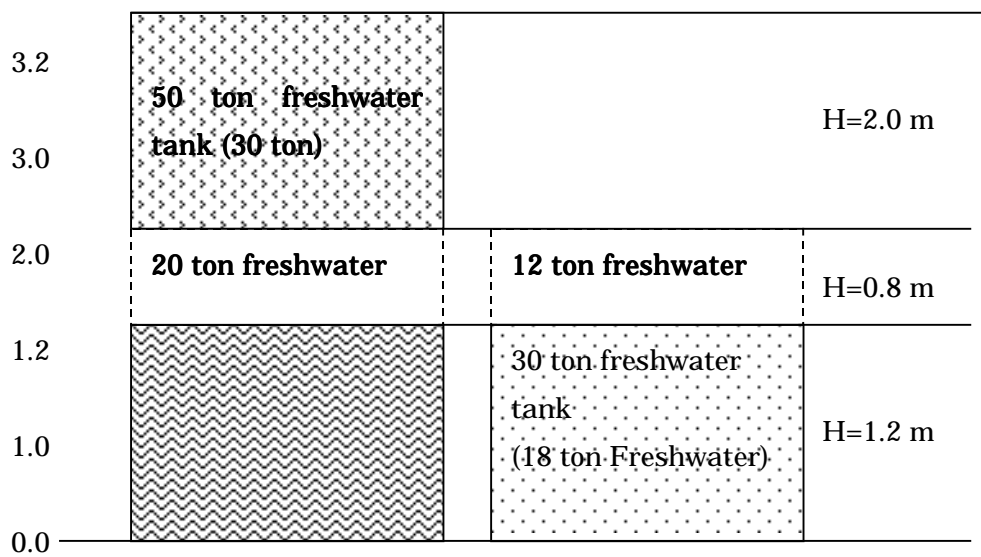 3.2
50 ton freshwater
tank (30 ton)
H=2.0 m
3.0
2.0
20 ton freshwater
12 ton freshwater
H=0.8 m
1.2
30 ton freshwater
tank
(18 ton Freshwater)
H=1.2 m
1.0
0.0